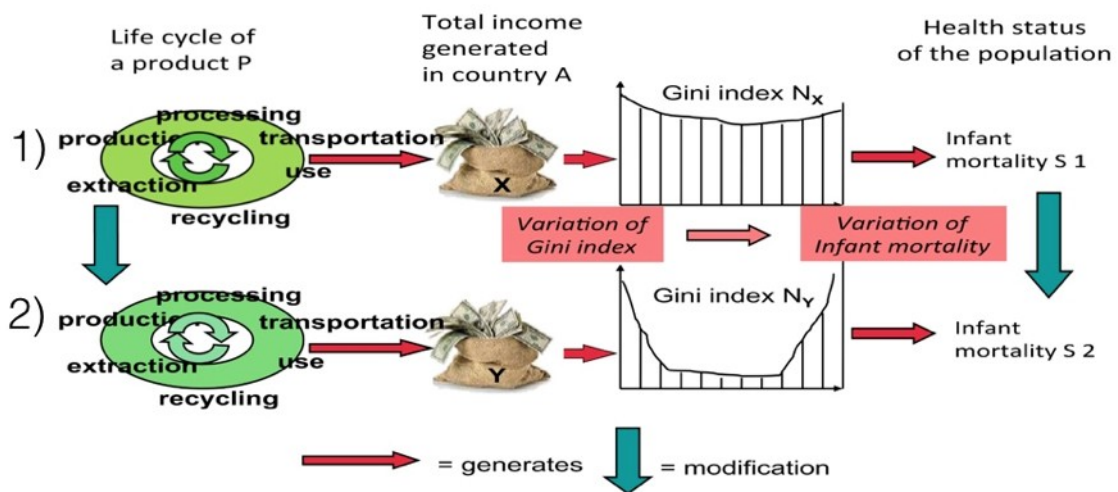 Life cycle of
a product P
Total income
generated
in country A
Health status
of the population
1)
processing
production
transportation
extraction
use
recycling
X
Gini index NX
Infant
mortality S 1
Variation of
Gini index
Variation of
Infant mortality
2)
processing
production
transportation
extraction
use
recycling
Y
Gini index NY
Infant
mortality S 2
= generates
= modification